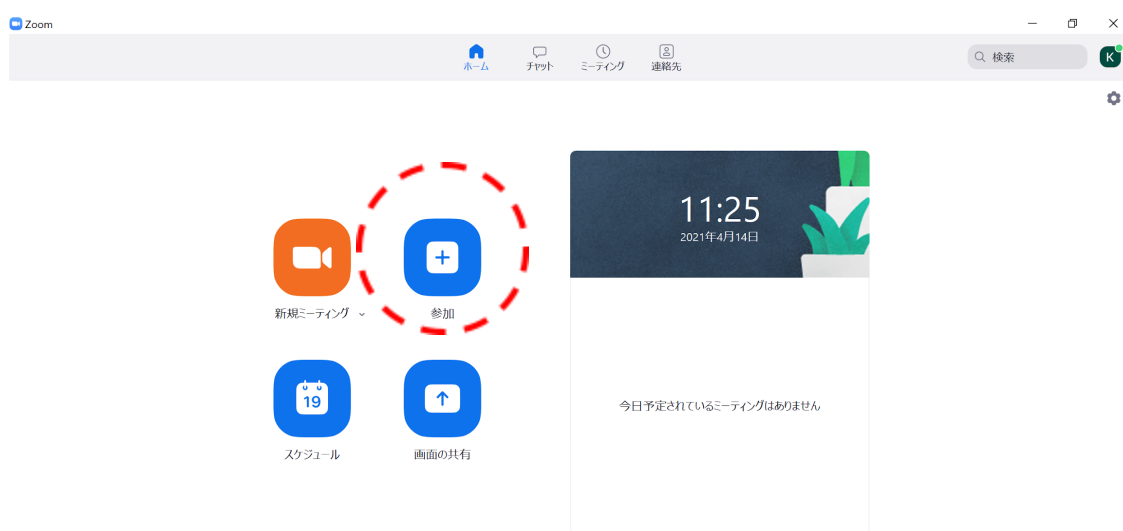 Zoom
ホーム
チャット
ミーティング
連絡先
検索
K
11:25
2021年4月14日
新規ミーティング
参加
19
スケジュール
画面の共有
今日予定されているミーティングはありません